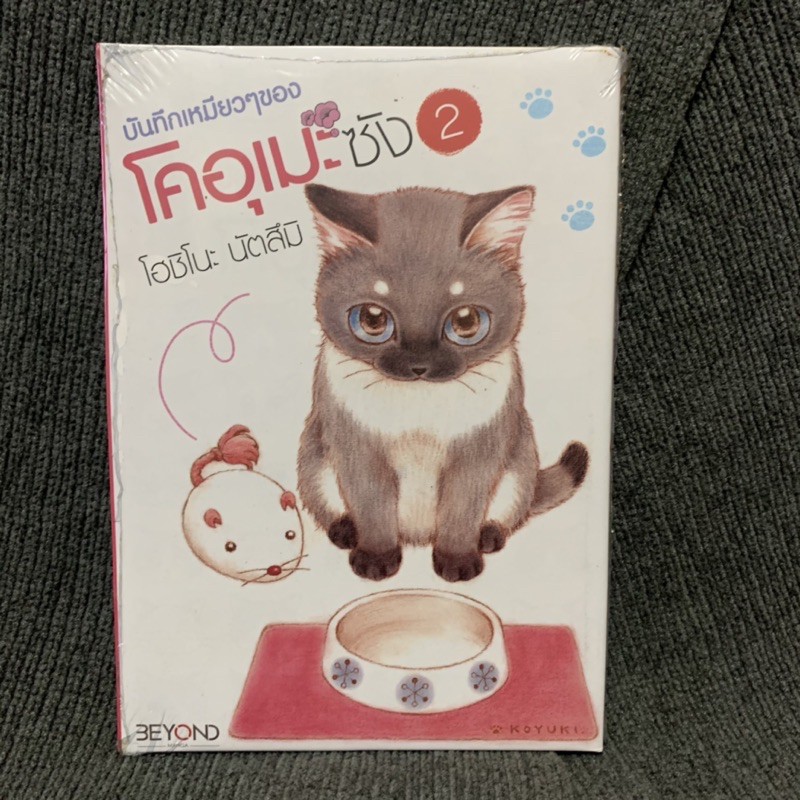 บันทึกเหมียวๆของ
โคอุเมะซัง 2
โฮชิโนะ นัตสึมิ
KOYUKI.
BEYOND
MANGA